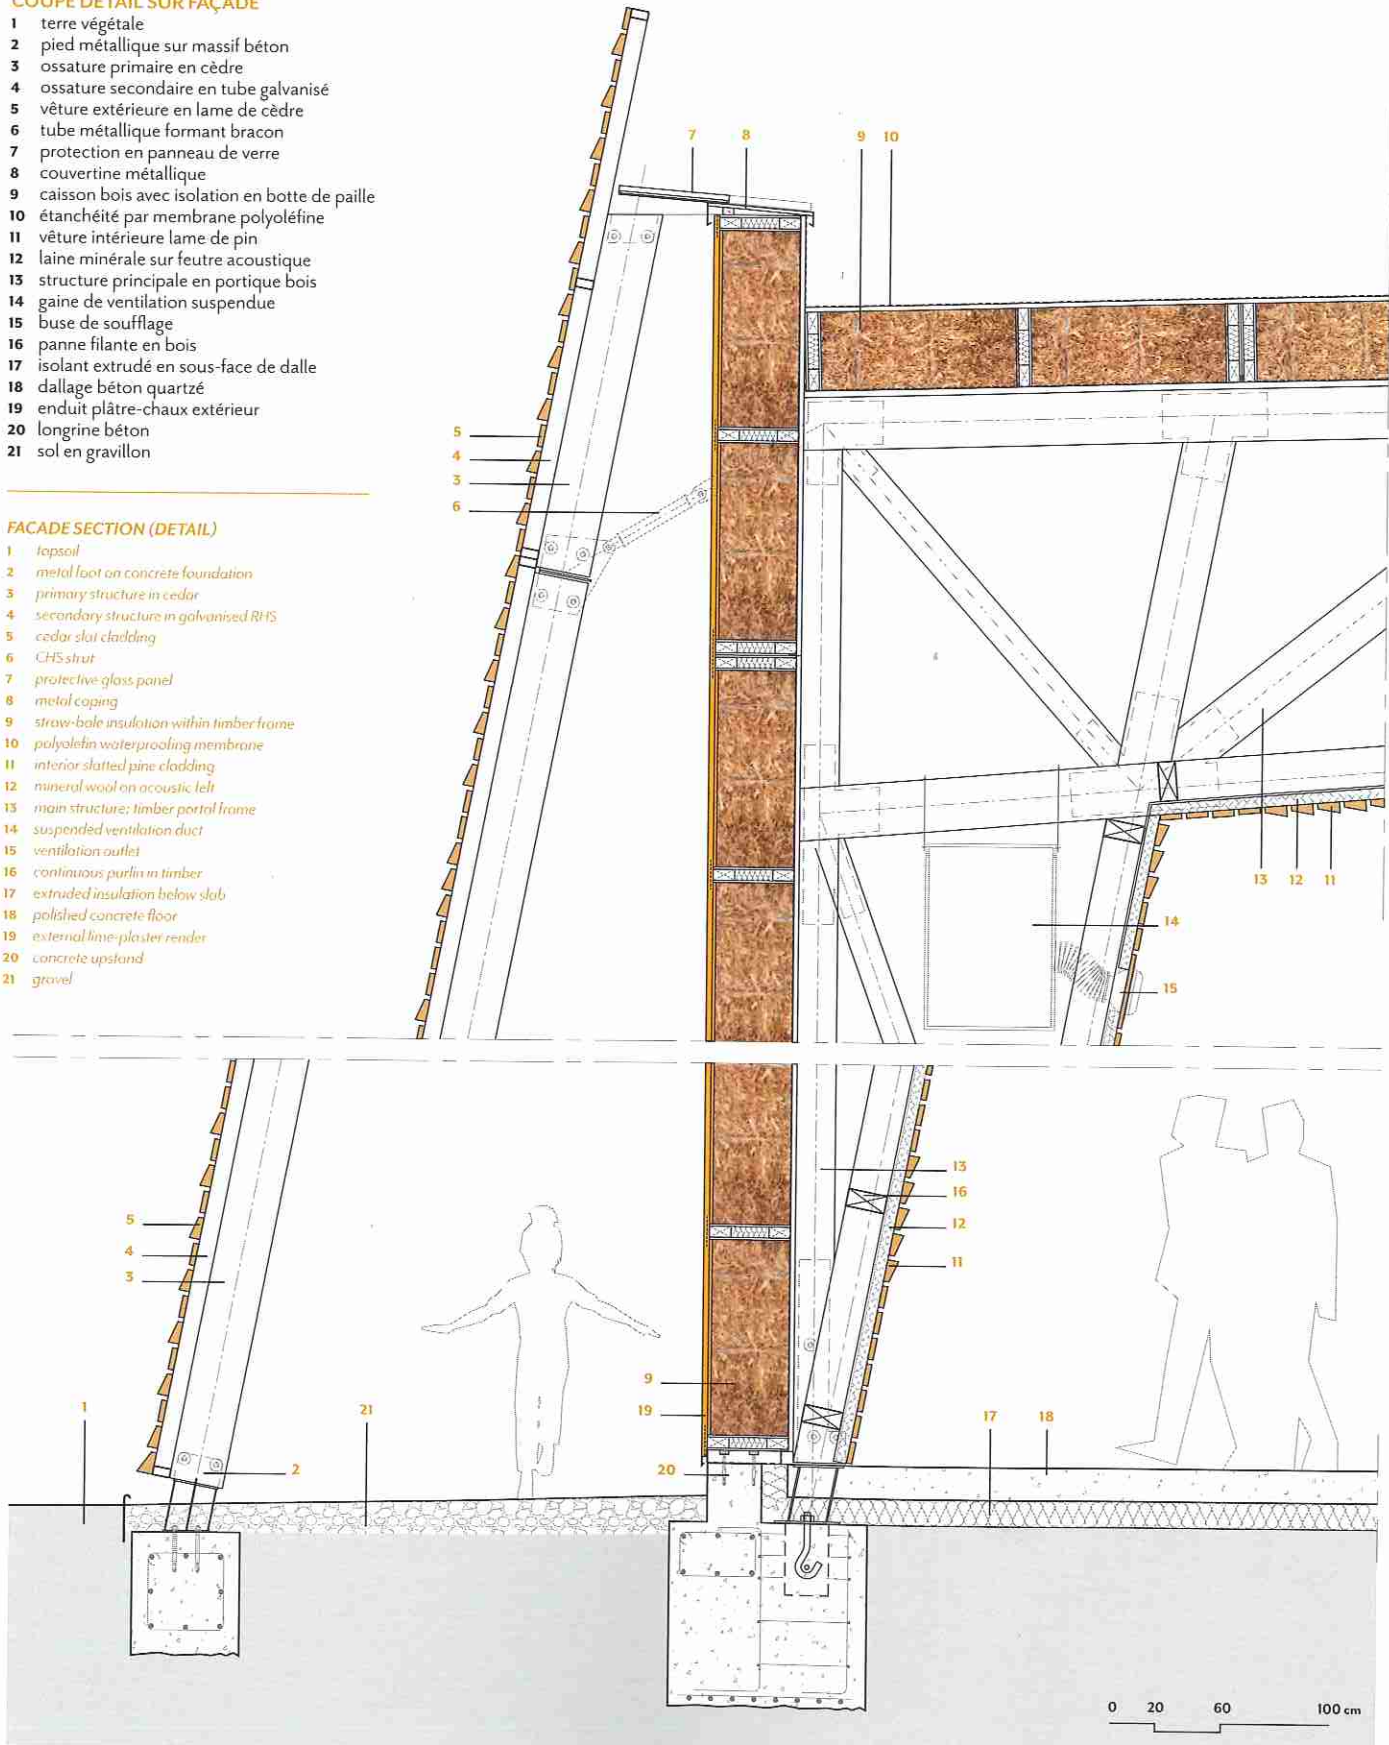 COUPE DÉTAIL SUR FAÇADE
1 terre végétale
2 pied métallique sur massif béton
3 ossature primaire en cèdre
4 ossature secondaire en tube galvanisé
5 vêture extérieure en lame de cèdre
6 tube métallique formant bracon
7 protection en panneau de verre
8 couvertine métallique
9 caisson bois avec isolation en botte de paille
10 étanchéité par membrane polyoléfine
11 vêture intérieure lame de pin
12 laine minérale sur feutre acoustique
13 structure principale en portique bois
14 gaine de ventilation suspendue
15 buse de soufflage
16 panne filante en bois
17 isolant extrudé en sous-face de dalle
18 dallage béton quartzé
19 enduit plâtre-chaux extérieur
20 longrine béton
21 sol en gravillon
FACADE SECTION (DETAIL)
1 topsoil
2 metal foot on concrete foundation
3 primary structure in cedar
4 secondary structure in galvanised RHS
5 cedar slat cladding
6 CHS strut
7 protective glass panel
8 metal coping
9 straw-bale insulation within timber frame
10 polyolefin waterproofing membrane
11 interior slatted pine cladding
12 mineral wool on acoustic felt
13 main structure; timber portal frame
14 suspended ventilation duct
15 ventilation outlet
16 continuous purlin in timber
17 extruded insulation below slab
18 polished concrete floor
19 external lime-plaster render
20 concrete upstand
21 gravel
7 8 9 10
5
4
3
6
13 12 11
14
15
5
4
3
13
16
12
11
9
19
1 21 17 18
2 20
0 20 60 100 cm